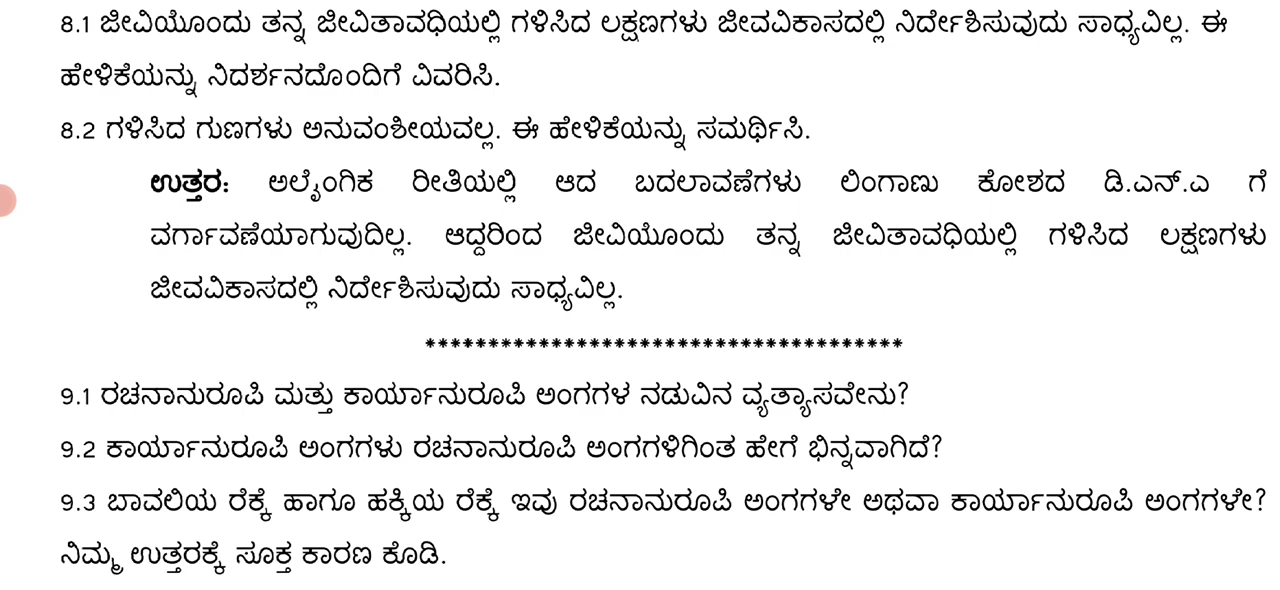 8.1 ಜೀವಿಯೊಂದು ತನ್ನ ಜೀವಿತಾವಧಿಯಲ್ಲಿ ಗಳಿಸಿದ ಲಕ್ಷಣಗಳು ಜೀವವಿಕಾಸದಲ್ಲಿ ನಿರ್ದೇಶಿಸುವುದು ಸಾಧ್ಯವಿಲ್ಲ. ಈ
ಹೇಳಿಕೆಯನ್ನು ನಿದರ್ಶನದೊಂದಿಗೆ ವಿವರಿಸಿ.
8.2 ಗಳಿಸಿದ ಗುಣಗಳು ಅನುವಂಶೀಯವಲ್ಲ. ಈ ಹೇಳಿಕೆಯನ್ನು ಸಮರ್ಥಿಸಿ.
ಉತ್ತರ: ಅಲೈಂಗಿಕ ರೀತಿಯಲ್ಲಿ ಆದ ಬದಲಾವಣೆಗಳು ಲಿಂಗಾಣು ಕೋಶದ ಡಿ.ಎನ್.ಎ ಗೆ
ವರ್ಗಾವಣೆಯಾಗುವುದಿಲ್ಲ. ಆದ್ದರಿಂದ ಜೀವಿಯೊಂದು ತನ್ನ ಜೀವಿತಾವಧಿಯಲ್ಲಿ ಗಳಿಸಿದ ಲಕ್ಷಣಗಳು
ಜೀವವಿಕಾಸದಲ್ಲಿ ನಿರ್ದೇಶಿಸುವುದು ಸಾಧ್ಯವಿಲ್ಲ.
***************************************
9.1 ರಚನಾನುರೂಪಿ ಮತ್ತು ಕಾರ್ಯಾನುರೂಪಿ ಅಂಗಗಳ ನಡುವಿನ ವ್ಯತ್ಯಾಸವೇನು?
9.2 ಕಾರ್ಯಾನುರೂಪಿ ಅಂಗಗಳು ರಚನಾನುರೂಪಿ ಅಂಗಗಳಿಗಿಂತ ಹೇಗೆ ಭಿನ್ನವಾಗಿದೆ?
9.3 ಬಾವಲಿಯ ರೆಕ್ಕೆ ಹಾಗೂ ಹಕ್ಕಿಯ ರೆಕ್ಕೆ ಇವು ರಚನಾನುರೂಪಿ ಅಂಗಗಳೇ ಅಥವಾ ಕಾರ್ಯಾನುರೂಪಿ ಅಂಗಗಳೇ?
ನಿಮ್ಮ ಉತ್ತರಕ್ಕೆ ಸೂಕ್ತ ಕಾರಣ ಕೊಡಿ.